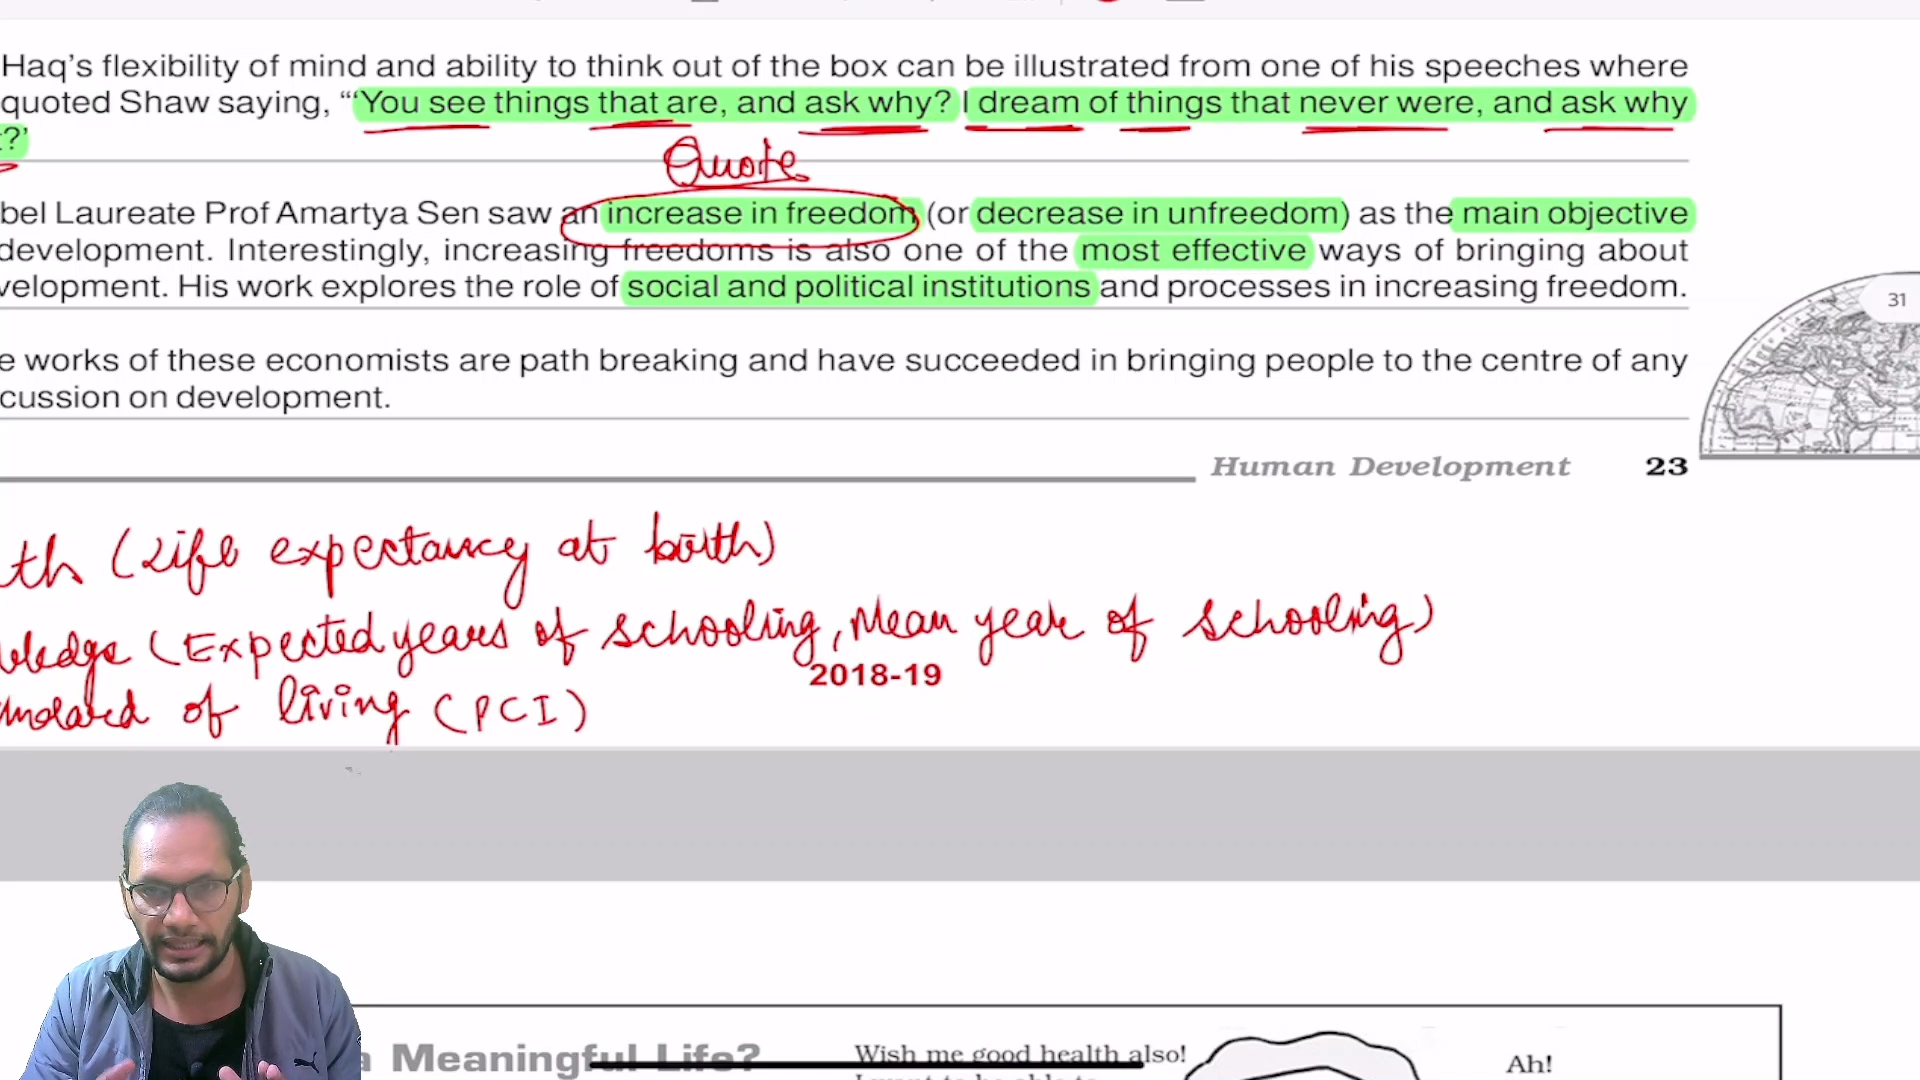 Haq's flexibility of mind and ability to think out of the box can be illustrated from one of his speeches where
quoted Shaw saying, "'You see things that are, and ask why? I dream of things that never were, and ask why
?'
Quote
bel Laureate Prof Amartya Sen saw an increase in freedom (or decrease in unfreedom) as the main objective
development. Interestingly, increasing freedoms is also one of the most effective ways of bringing about
velopment. His work explores the role of social and political institutions and processes in increasing freedom.
31
e works of these economists are path breaking and have succeeded in bringing people to the centre of any
cussion on development.
Human Development 23
th (Life expectancy at birth)
wledge (Expected years of schooling, Mean year of schooling)
2018-19
of living (PCI)
a Meaningful Life?
Wish me good health also!
Ah!